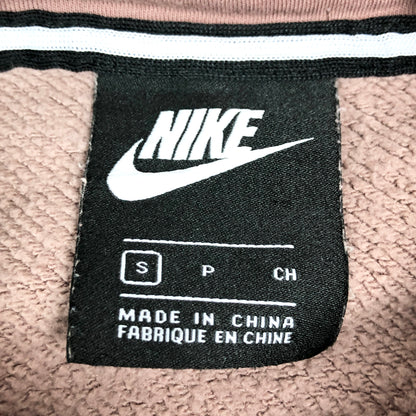 NIKE
S P CH
MADE IN CHINA
FABRIQUE EN CHINE